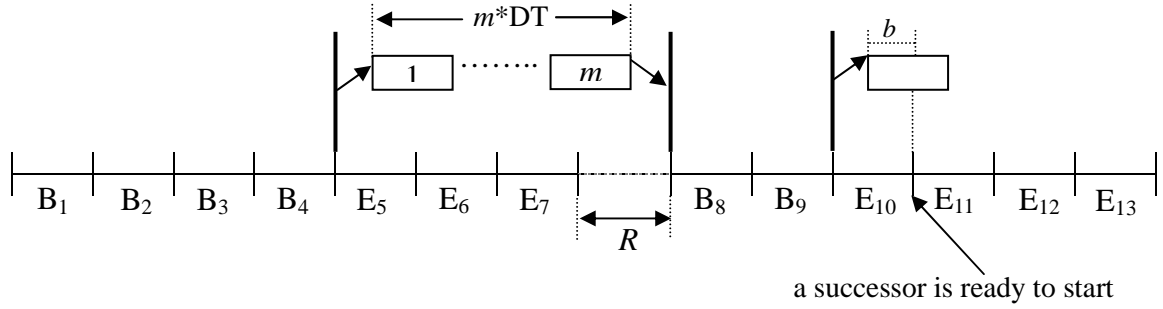 m*DT
b
1 ........ m
B₁ B₂ B₃ B₄ E₅ E₆ E₇ B₈ B₉ E₁₀ E₁₁ E₁₂ E₁₃
R
a successor is ready to start